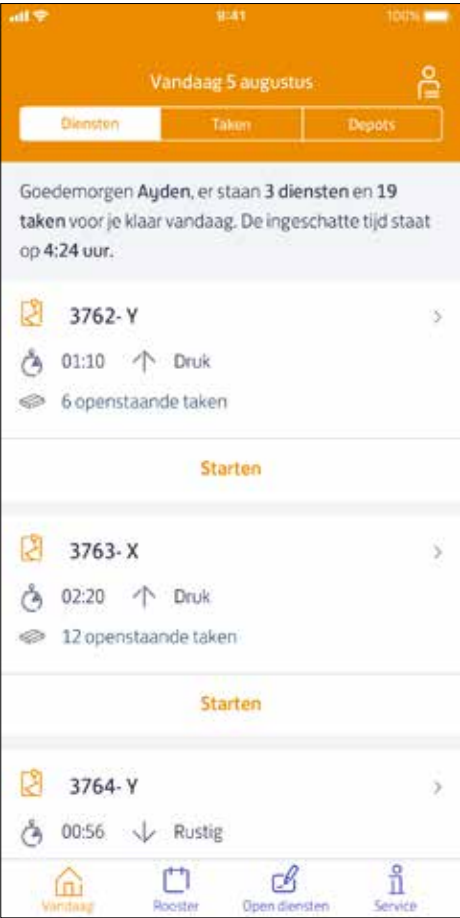 9:41
100%
Vandaag 5 augustus
Diensten
Taken
Depots
Goedemorgen Ayden, er staan 3 diensten en 19
taken voor je klaar vandaag. De ingeschatte tijd staat
op 4:24 uur.
3762- Y
01:10 Druk
6 openstaande taken
Starten
3763- X
02:20 Druk
12 openstaande taken
Starten
3764- Y
00:56 Rustig
Vandaag
Rooster
Open diensten
Service